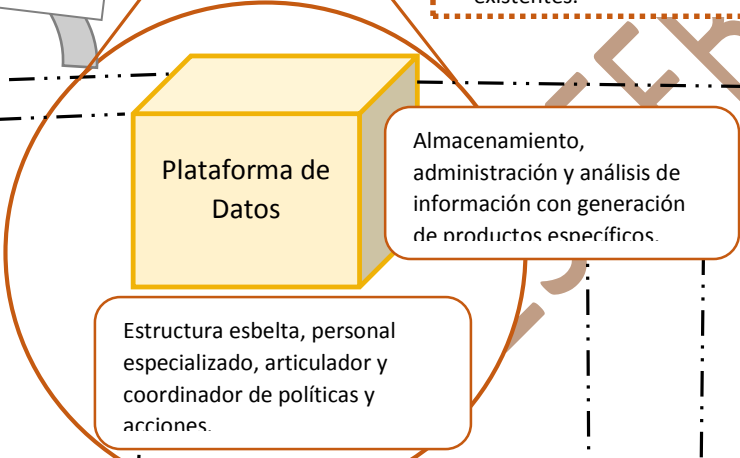 existentes.
Plataforma de
Datos
Almacenamiento,
administración y análisis de
información con generación
de productos específicos.
Estructura esbelta, personal
especializado, articulador y
coordinador de políticas y
acciones.